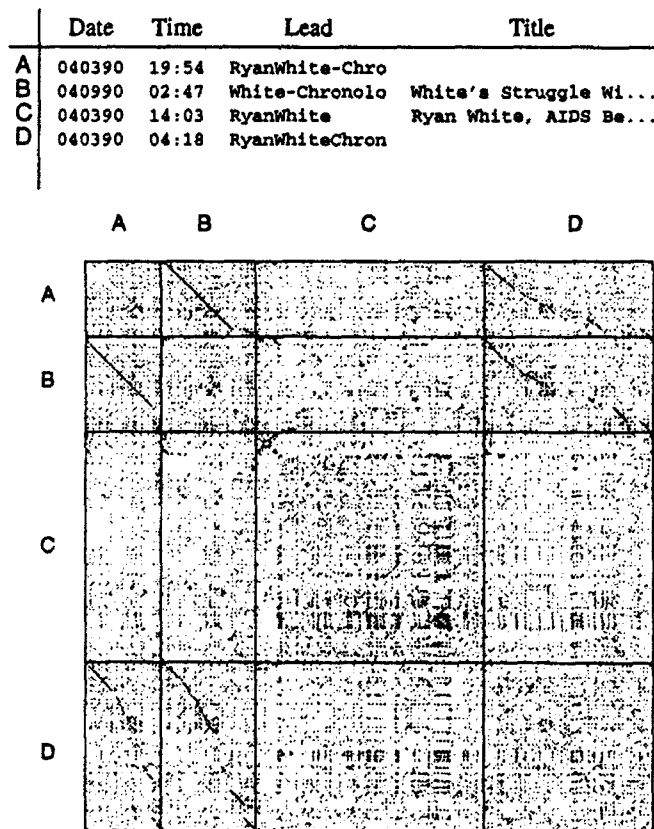 Date Time Lead Title
A 040390 19:54 RyanWhite-Chro
B 040990 02:47 White-Chronolo White's Struggle Wi...
C 040390 14:03 RyanWhite Ryan White, AIDS Be...
D 040390 04:18 RyanWhiteChron
A B C D
A
B
C
D